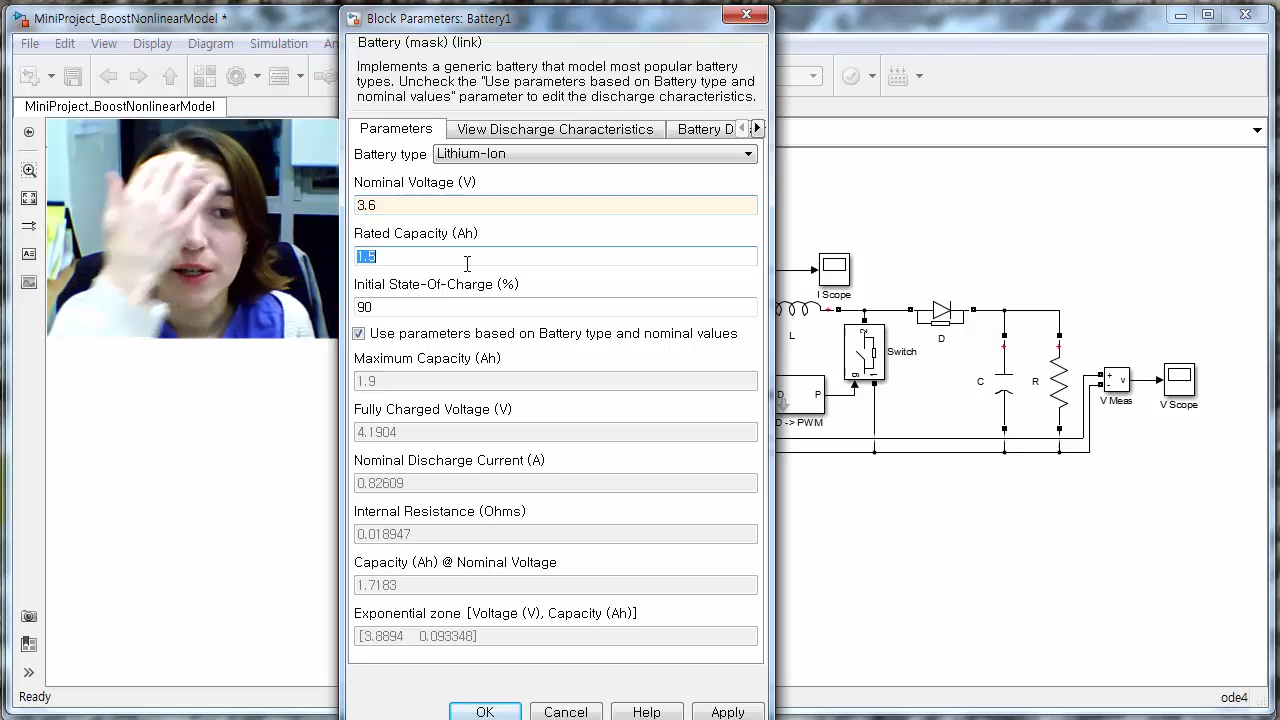 MiniProject_BoostNonlinearModel *
Block Parameters: Battery1
File Edit View Display Diagram Simulation
MiniProject_BoostNonlinearModel
Battery (mask) (link)
Implements a generic battery that model most popular battery
types. Uncheck the "Use parameters based on Battery type and
nominal values" parameter to edit the discharge characteristics.
Parameters
View Discharge Characteristics
Battery D
Battery type Lithium-Ion
Nominal Voltage (V)
3.6
Rated Capacity (Ah)
1.5
Initial State-Of-Charge (%)
90
Use parameters based on Battery type and nominal values
Maximum Capacity (Ah)
1.9
Fully Charged Voltage (V)
4.1904
Nominal Discharge Current (A)
0.82609
Internal Resistance (Ohms)
0.018947
Capacity (Ah) @ Nominal Voltage
1.7183
Exponential zone [Voltage (V), Capacity (Ah)]
[3.8894 0.093348]
OK Cancel Help Apply
I Scope
L
D
Switch
2
g
1
D P
D -> PWM
C
R
+
-
v
V Meas
V Scope
Ready
ode4